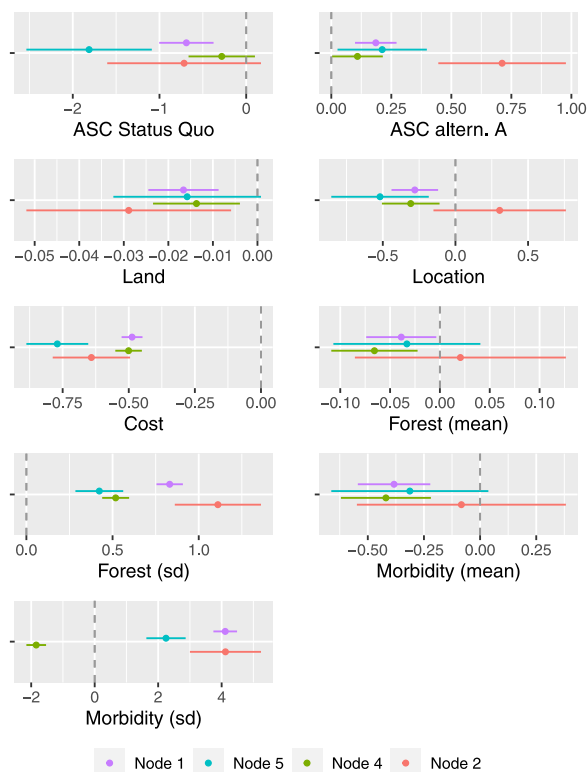 −2 −1 0
ASC Status Quo
0.00 0.25 0.50 0.75 1.00
ASC altern. A
−0.05 −0.04 −0.03 −0.02 −0.01 0.00
Land
−0.5 0.0 0.5
Location
−0.75 −0.50 −0.25 0.00
Cost
−0.10 −0.05 0.00 0.05 0.10
Forest (mean)
0.0 0.5 1.0
Forest (sd)
−0.50 −0.25 0.00 0.25
Morbidity (mean)
−2 0 2 4
Morbidity (sd)
Node 1 Node 5 Node 4 Node 2